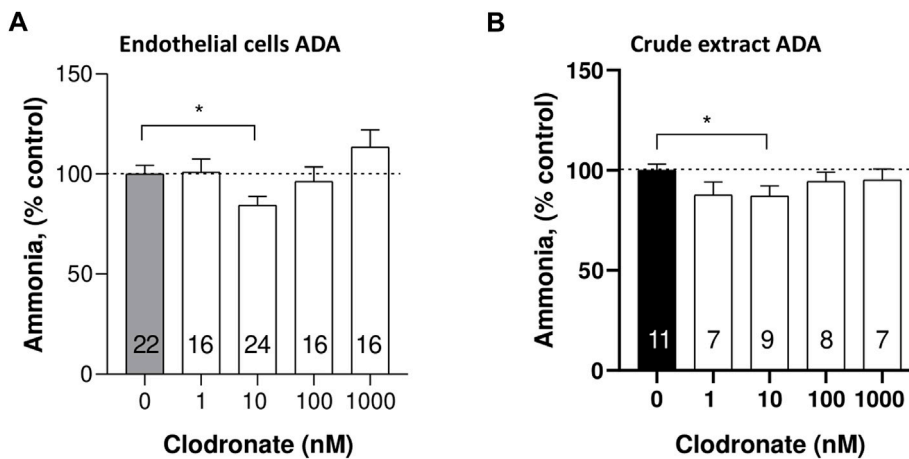 A
Endothelial cells ADA
Ammonia, (% control)
150
100
50
0
*
22 16 24 16 16
0 1 10 100 1000
Clodronate (nM)
B
Crude extract ADA
Ammonia, (% control)
150
100
50
0
*
11 7 9 8 7
0 1 10 100 1000
Clodronate (nM)